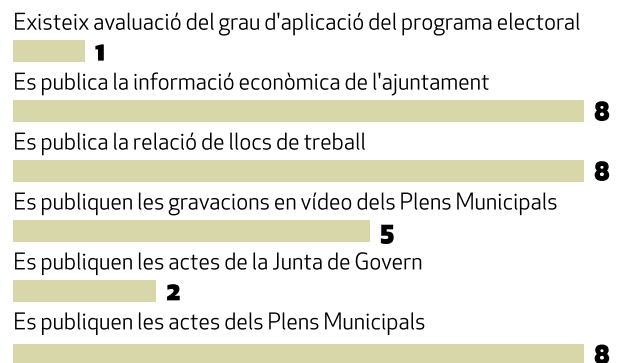 Existeix avaluació del grau d'aplicació del programa electoral
1
Es publica la informació econòmica de l'ajuntament
8
Es publica la relació de llocs de treball
8
Es publiquen les gravacions en vídeo dels Plens Municipals
5
Es publiquen les actes de la Junta de Govern
2
Es publiquen les actes dels Plens Municipals
8